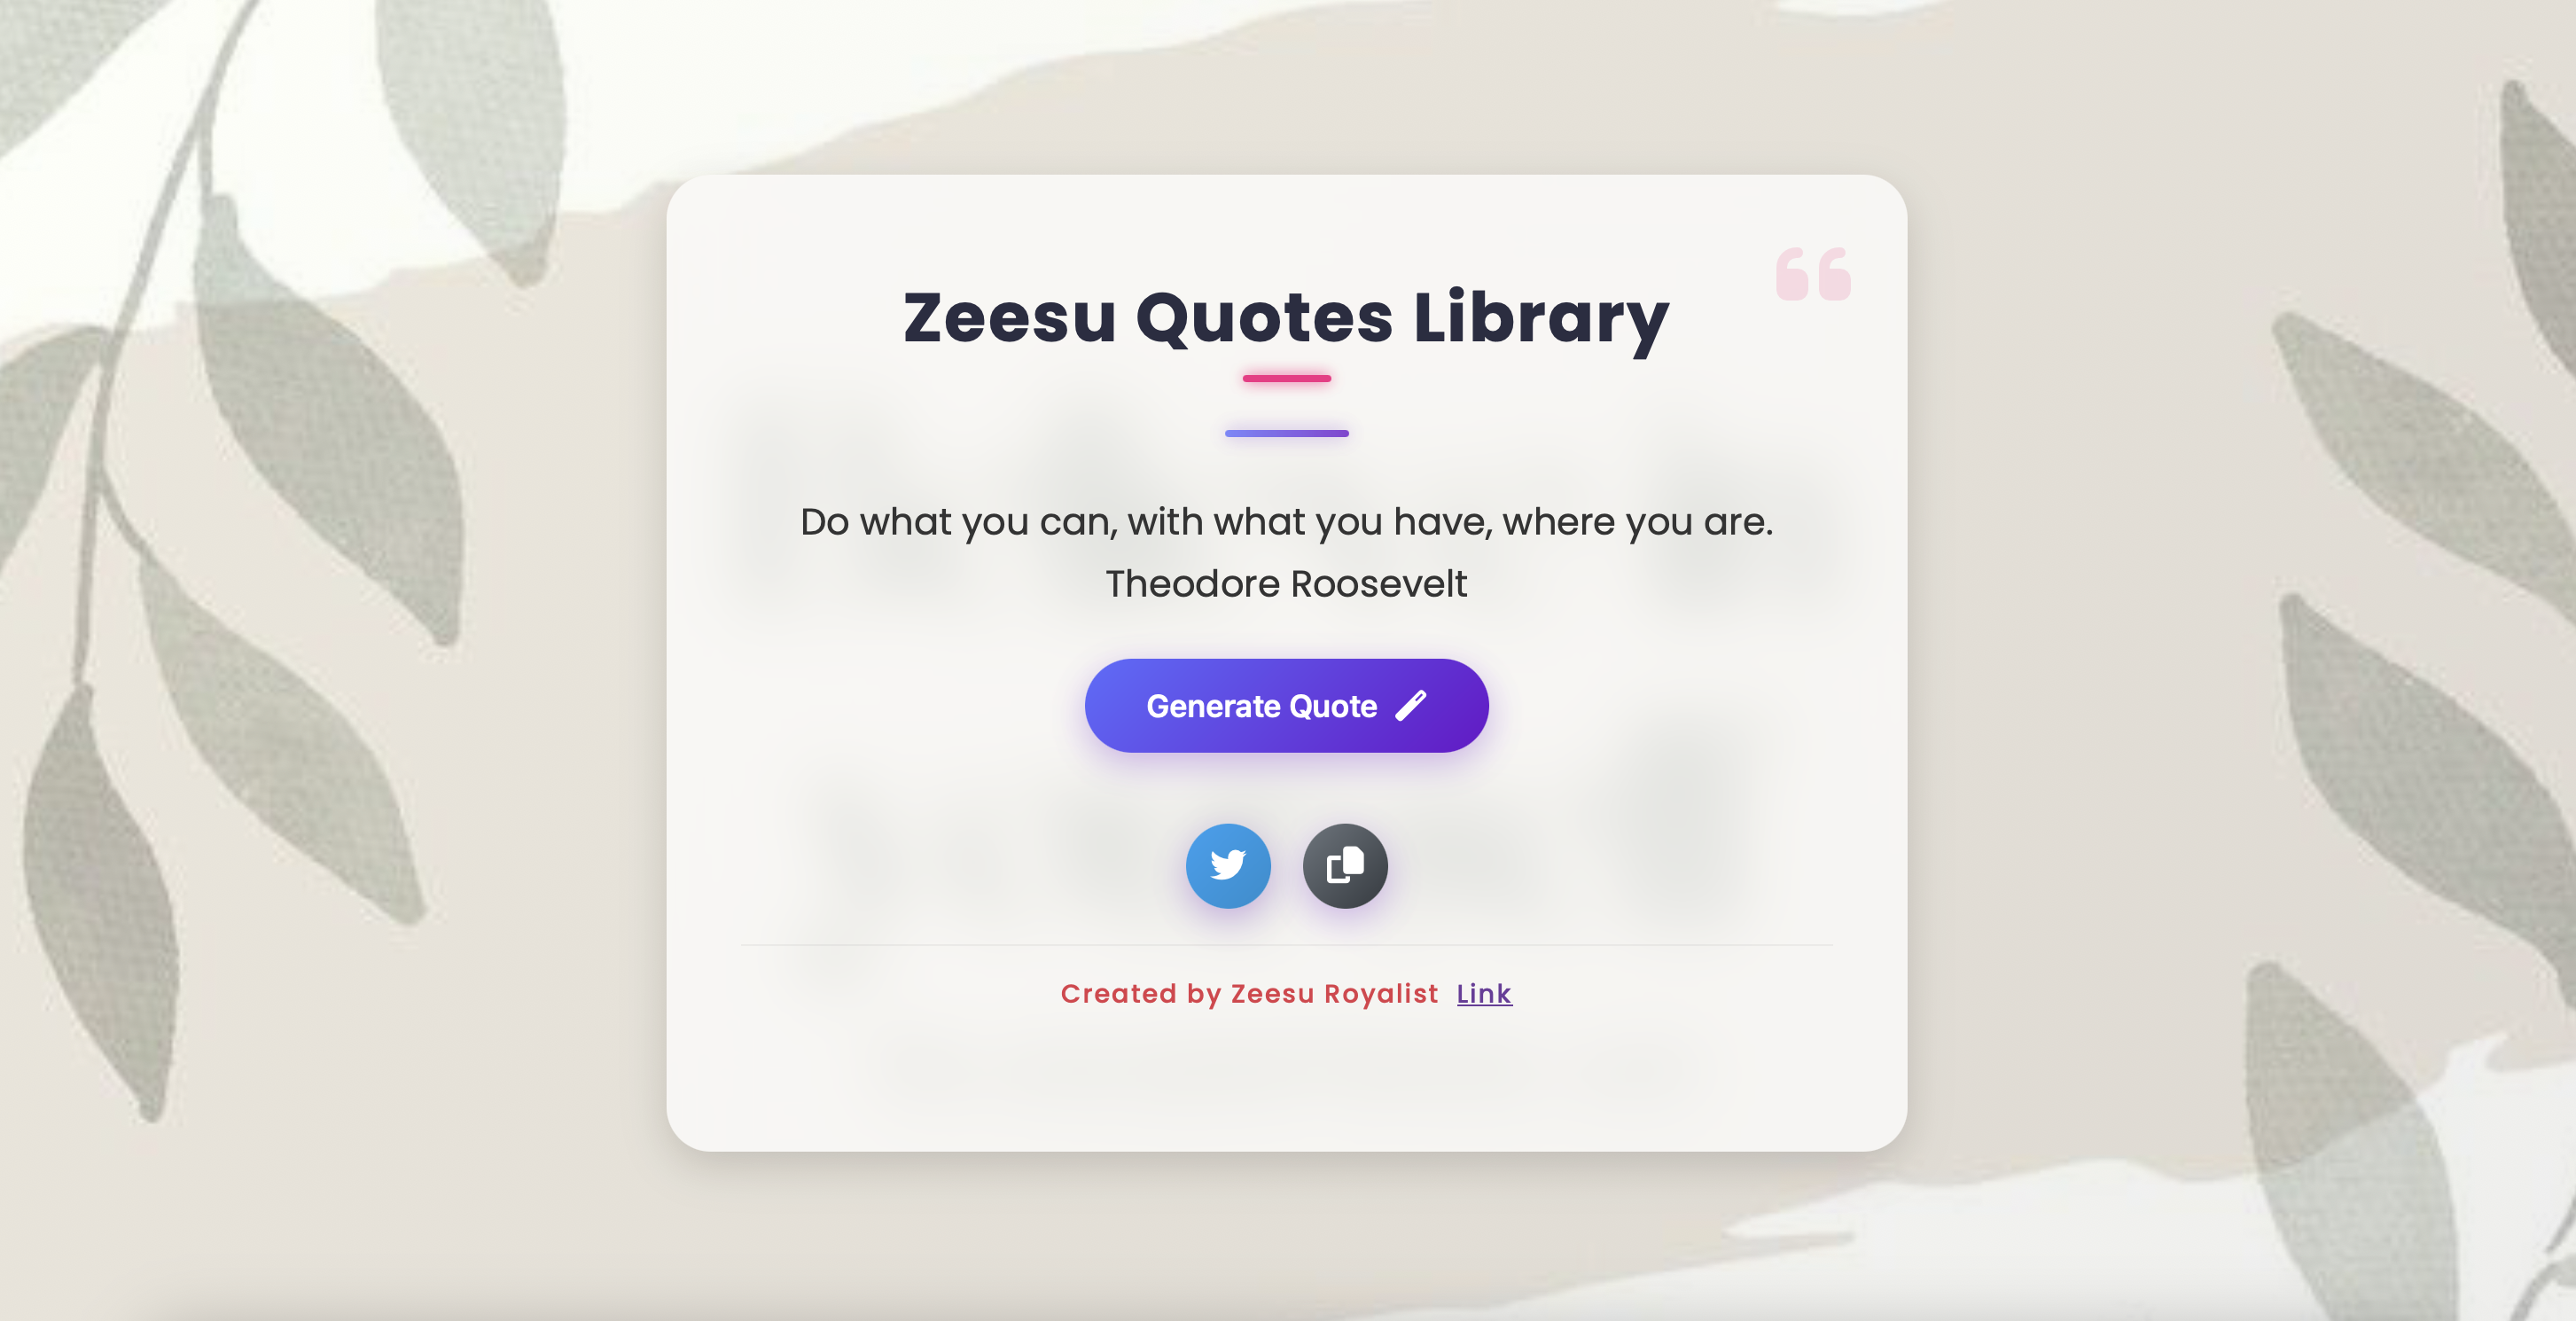 Zeesu Quotes Library
Do what you can, with what you have, where you are.
Theodore Roosevelt
Generate Quote
Created by Zeesu Royalist Link